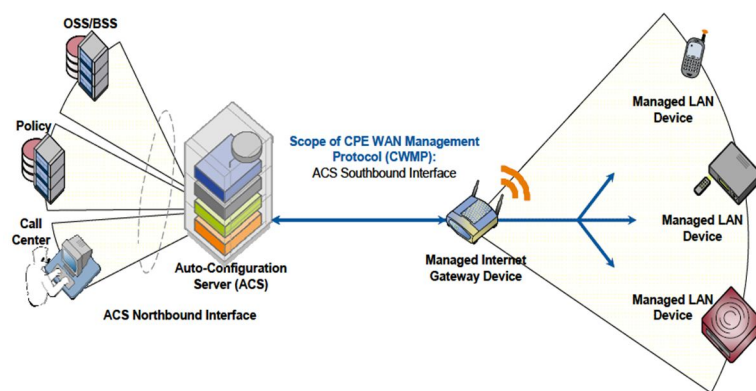 OSS/BSS
Policy
Call
Center
ACS Northbound Interface
Auto-Configuration
Server (ACS)
Scope of CPE WAN Management
Protocol (CWMP):
ACS Southbound Interface
Managed Internet
Gateway Device
Managed LAN
Device
Managed LAN
Device
Managed LAN
Device